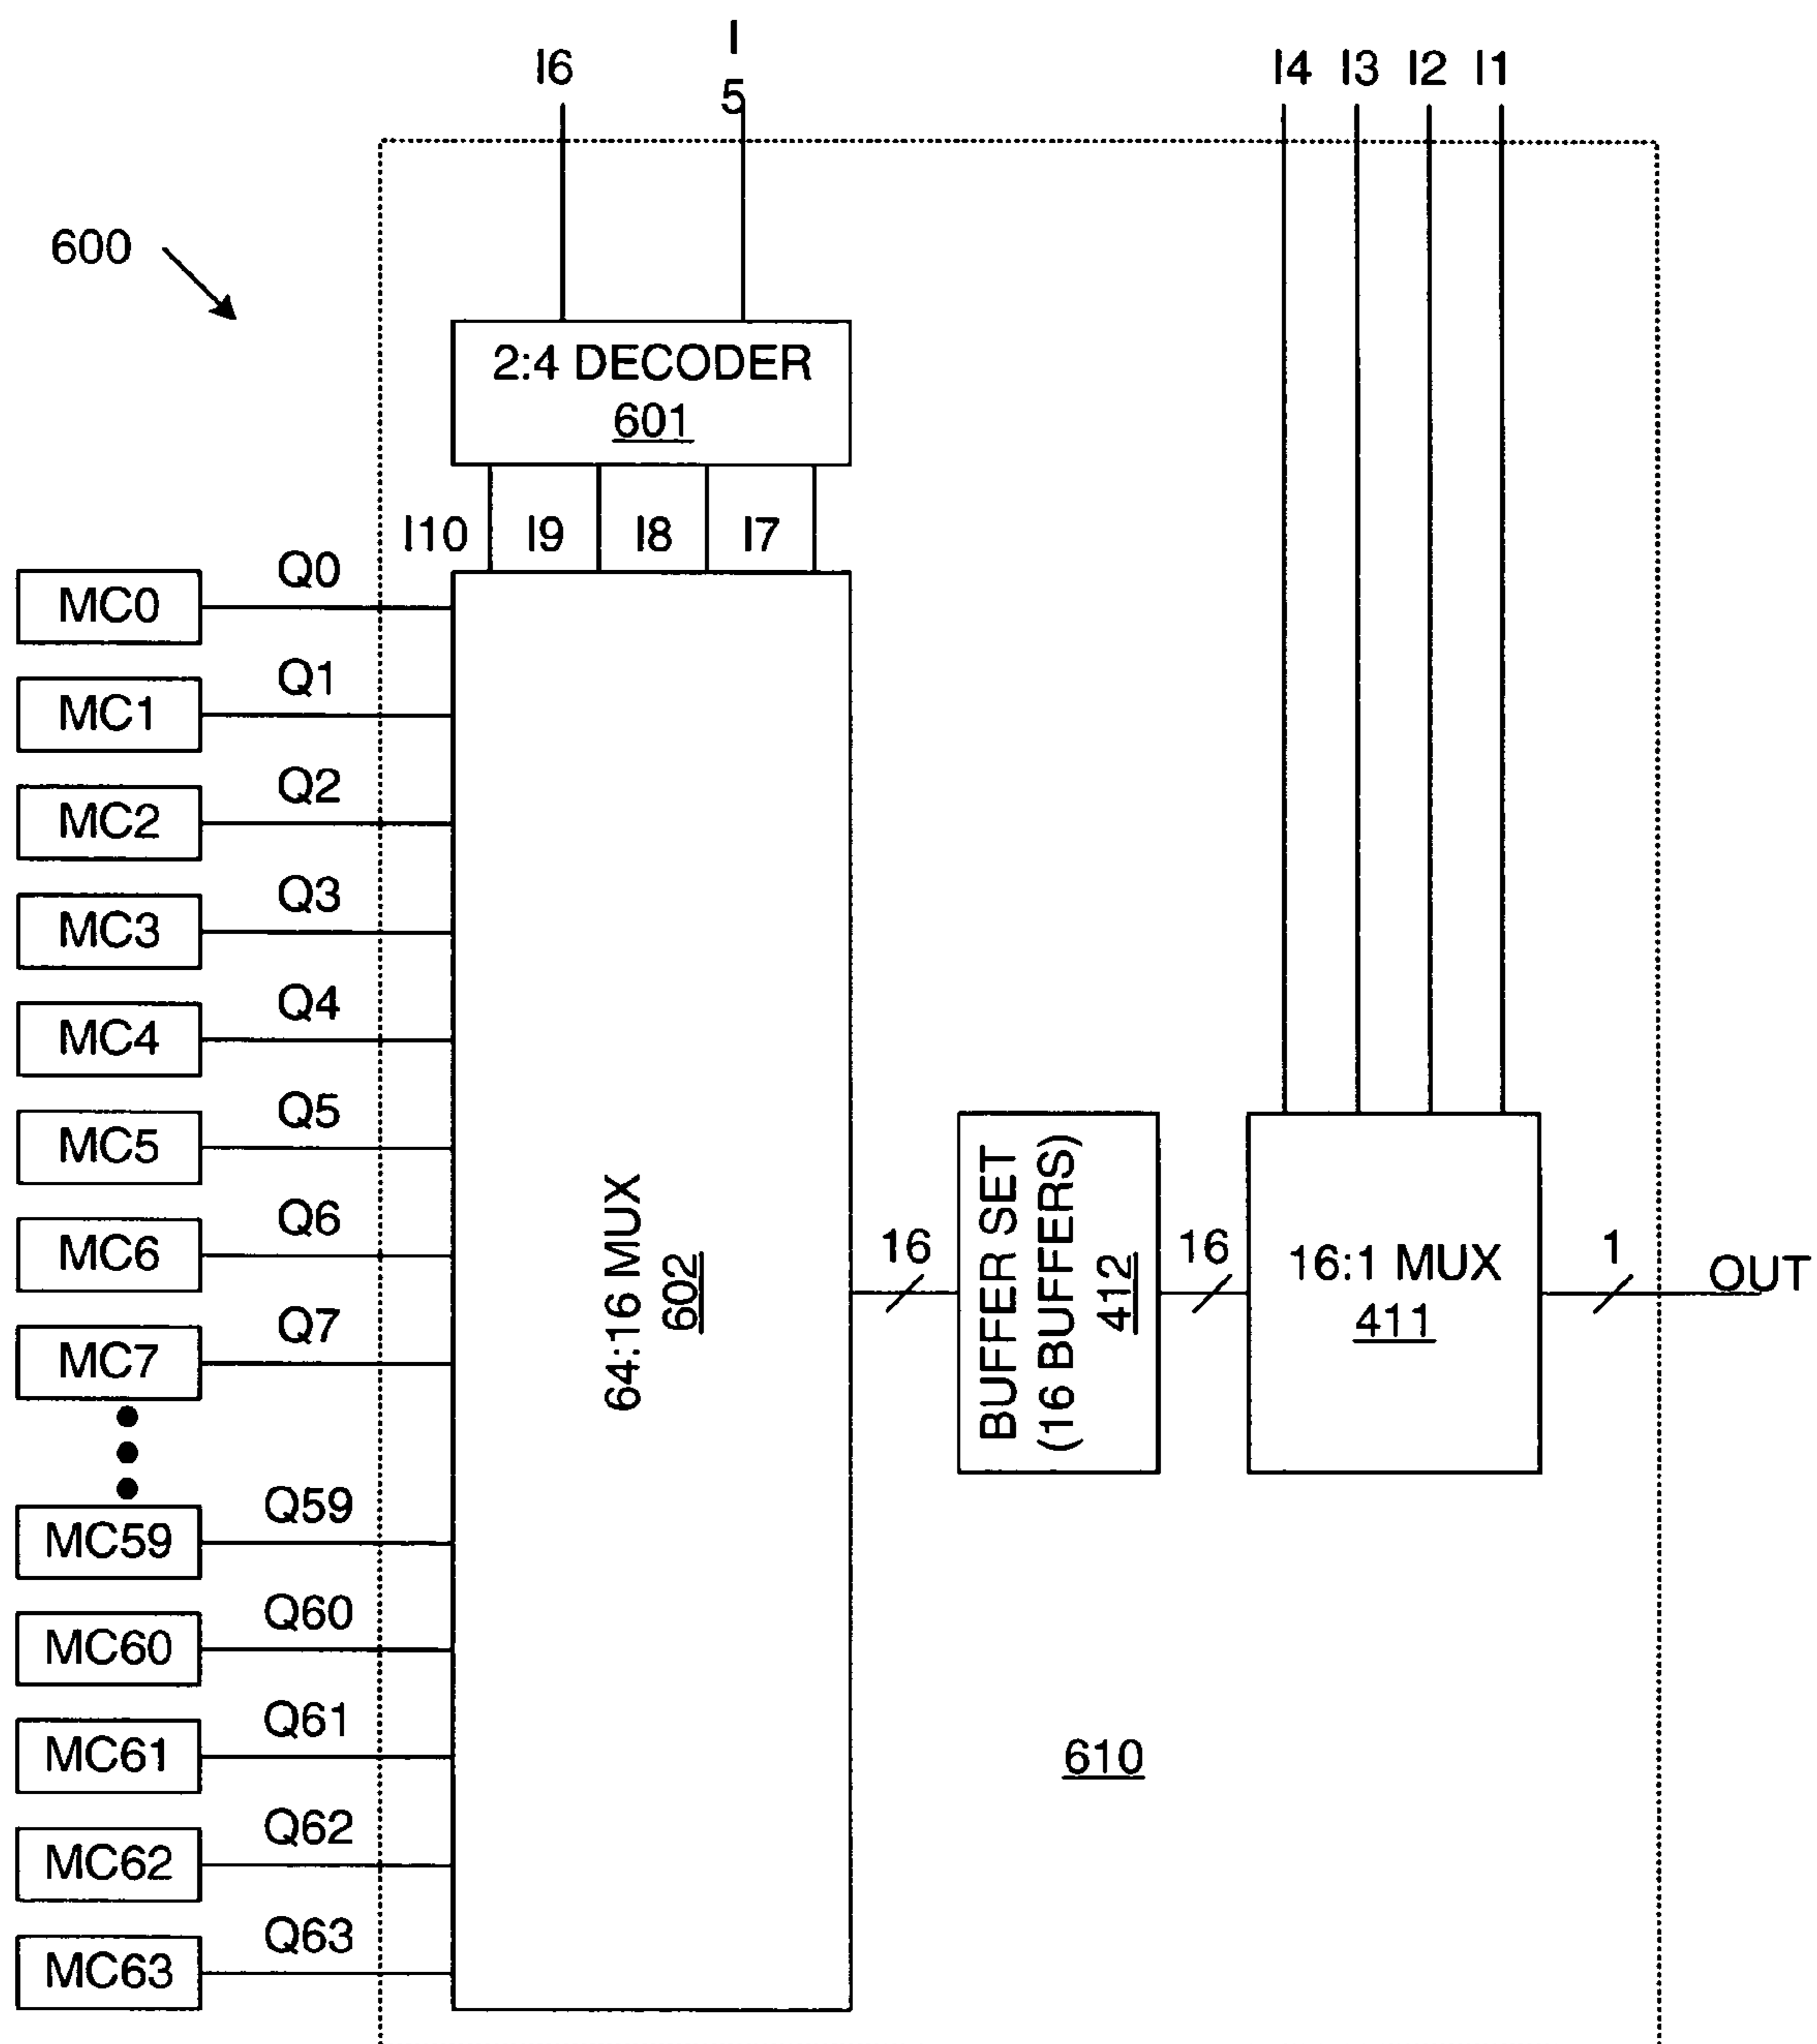 I6
I
5
I4 I3 I2 I1
600
2:4 DECODER
601
I10 I9 I8 I7
MC0 Q0
MC1 Q1
MC2 Q2
MC3 Q3
MC4 Q4
MC5 Q5
MC6 Q6
MC7 Q7
MC59 Q59
MC60 Q60
MC61 Q61
MC62 Q62
MC63 Q63
64:16 MUX
602
16
BUFFER SET
(16 BUFFERS)
412
16
16:1 MUX
411
1
OUT
610